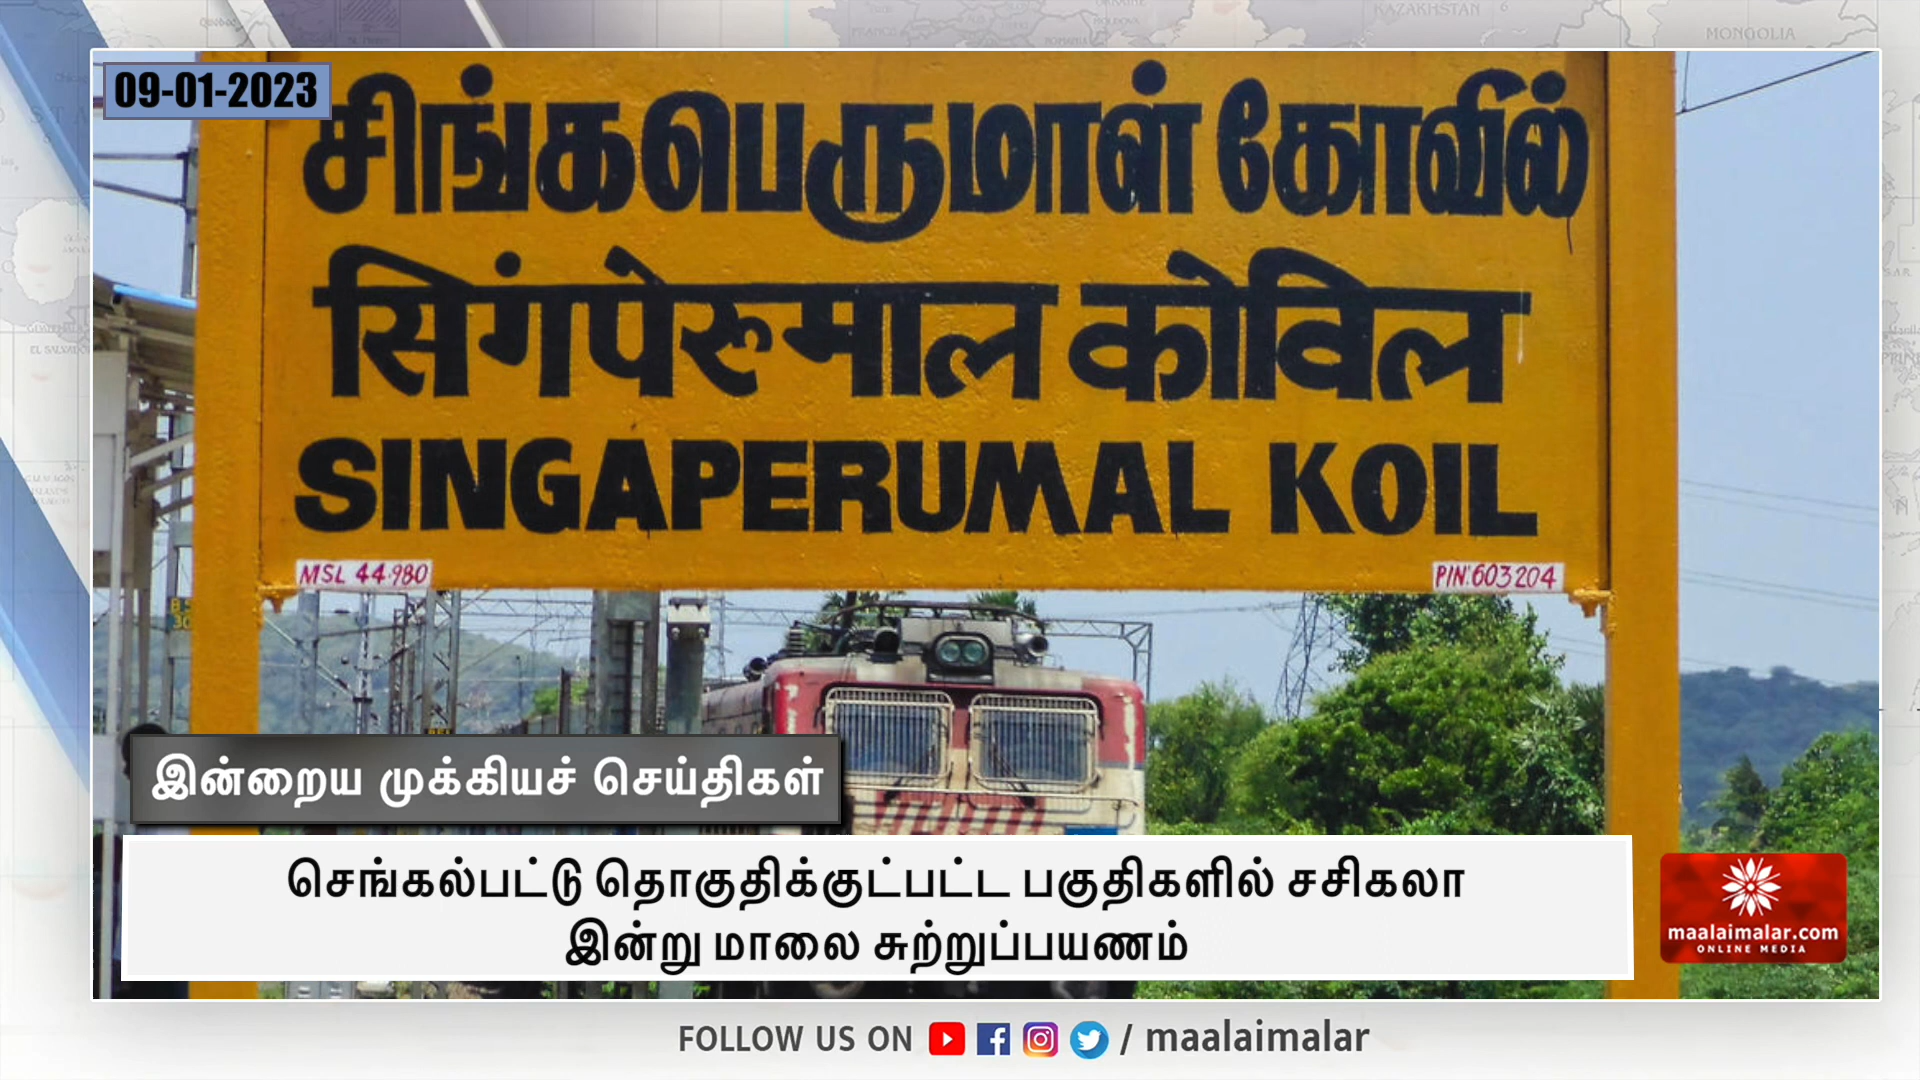 09-01-2023
சிங்கபெருமாள் கோவில்
सिंगपेरुमाल कोविल
SINGAPERUMAL KOIL
MSL 44.980
PIN:603204
இன்றைய முக்கியச் செய்திகள்
செங்கல்பட்டு தொகுதிக்குட்பட்ட பகுதிகளில் சசிகலா
இன்று மாலை சுற்றுப்பயணம்
maalaimalar.com
ONLINE MEDIA
FOLLOW US ON / maalaimalar